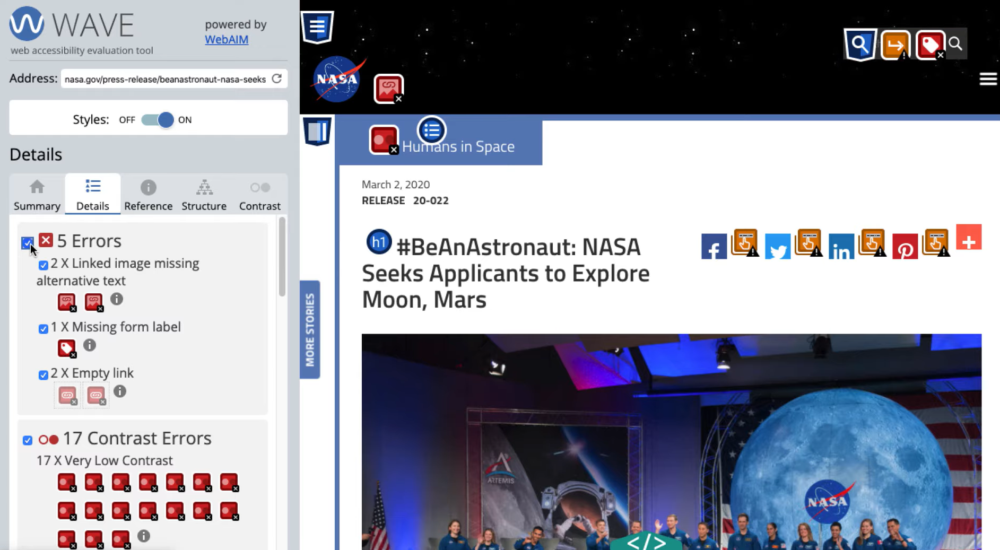 WAVE
powered by
WebAIM
web accessibility evaluation tool
Address: nasa.gov/press-release/beanastronaut-nasa-seeks
Styles: OFF ON
Details
Summary Details Reference Structure Contrast
5 Errors
2 X Linked image missing
alternative text
1 X Missing form label
2 X Empty link
17 Contrast Errors
17 X Very Low Contrast
NASA
Humans in Space
March 2, 2020
RELEASE 20-022
h1 #BeAnAstronaut: NASA
Seeks Applicants to Explore
Moon, Mars
MORE STORIES
ARTEMIS
NASA